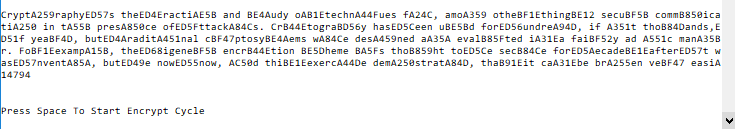 CryptA259raphyED57s theED4EractiAE5B and BE4Audy oAB1EtechnA44Fues fA24C, amoA359 otheBF1EthingBE12 secuBF5B commB850ica
tiA250 in tA55B presA850ce ofED5FttackA84Cs. CrB44EtograBD56y hasED5Ceen uBE5Bd forED56undreA94D, if A351t thoB84Dands,E
D51f yeaBF4D, butED4AraditA451nal cBF47ptosyBE4Aems wA84Ce desA459ned aA35A evalB85Fted iA31Ea faiBF52y ad A551c manA35B
r. FoBF1EexampA15B, theED68igeneBF5B encrB44Etion BE5Dheme BA5Fs thoB859ht toED5Ce secB84Ce forED5AecadeBE1EafterED57t w
asED57nventA85A, butED49e nowED55now, AC50d thiBE1EexercA44De demA250stratA84D, thaB91Eit caA31Ebe brA255en veBF47 easiA
14794
Press Space To Start Encrypt Cycle